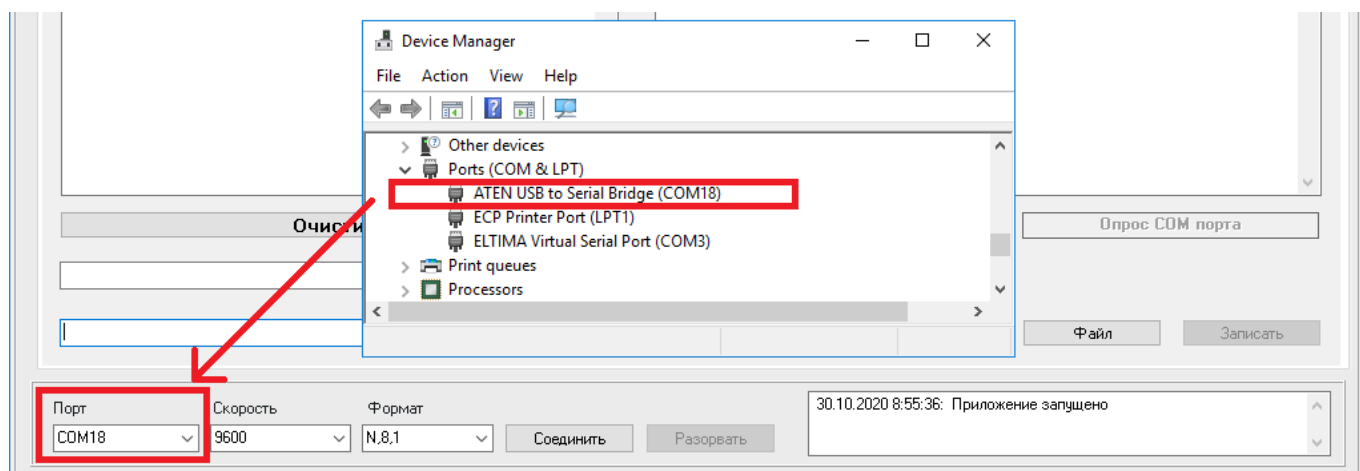 Device Manager
File Action View Help
Other devices
Ports (COM & LPT)
ATEN USB to Serial Bridge (COM18)
ECP Printer Port (LPT1)
ELTIMA Virtual Serial Port (COM3)
Print queues
Processors
Очисти
Опрос COM порта
Файл
Записать
Порт
Скорость
Формат
COM18
9600
N,8,1
Соединить
Разорвать
30.10.2020 8:55:36: Приложение запущено